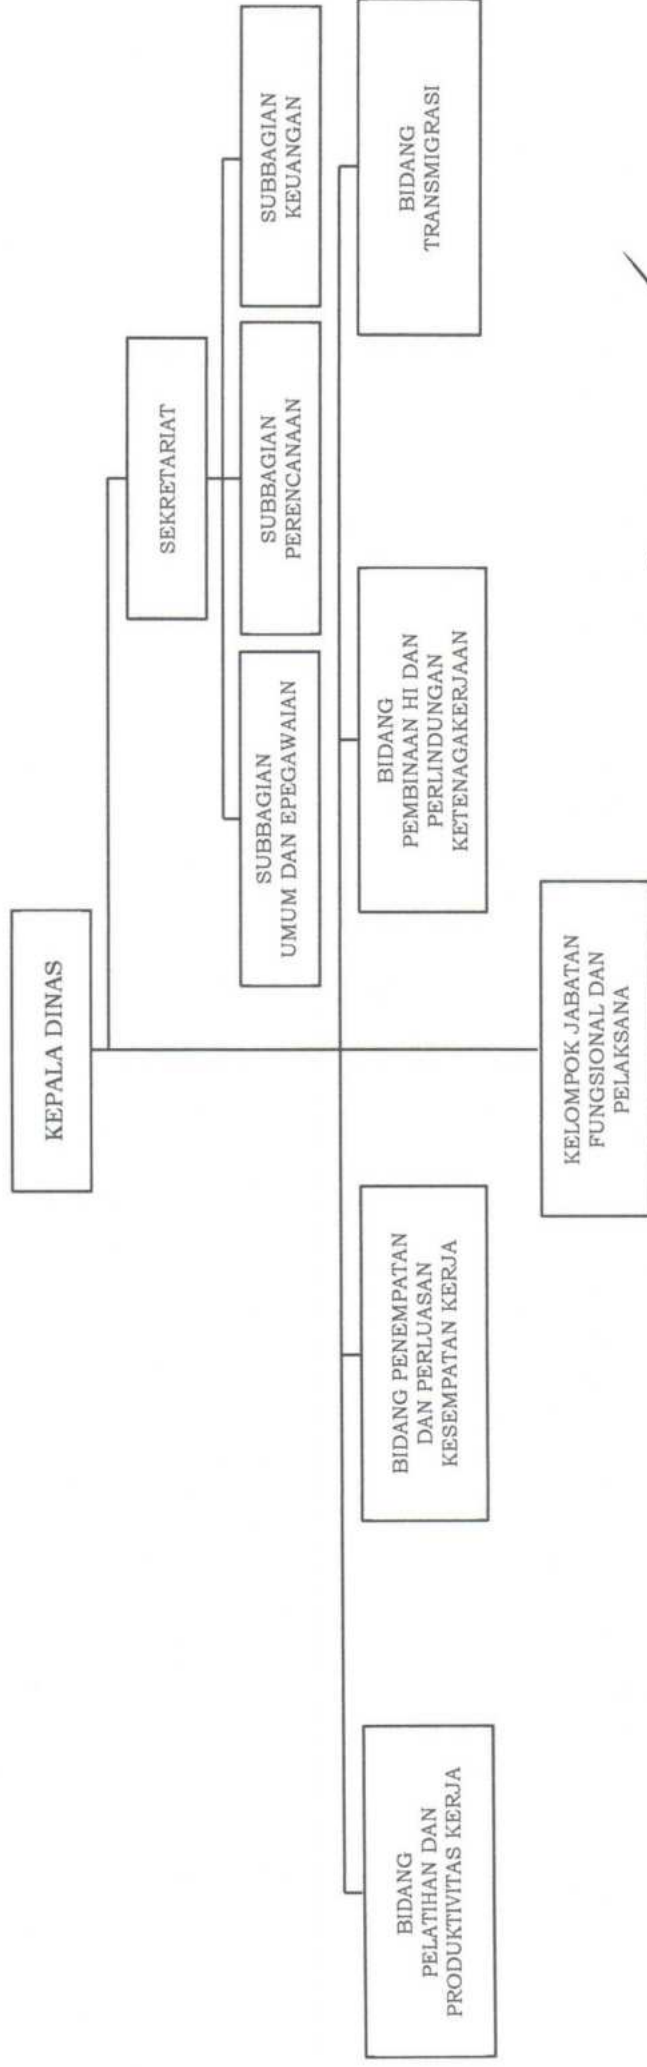 KEPALA DINAS
SEKRETARIAT
SUBBAGIAN
UMUM DAN EPEGAWAIAN
SUBBAGIAN
PERENCANAAN
SUBBAGIAN
KEUANGAN
BIDANG
PELATIHAN DAN
PRODUKTIVITAS KERJA
BIDANG PENEMPATAN
DAN PERLUASAN
KESEMPATAN KERJA
BIDANG
PEMBINAAN HI DAN
PERLINDUNGAN
KETENAGAKERJAAN
BIDANG
TRANSMIGRASI
KELOMPOK JABATAN
FUNGSIONAL DAN
PELAKSANA